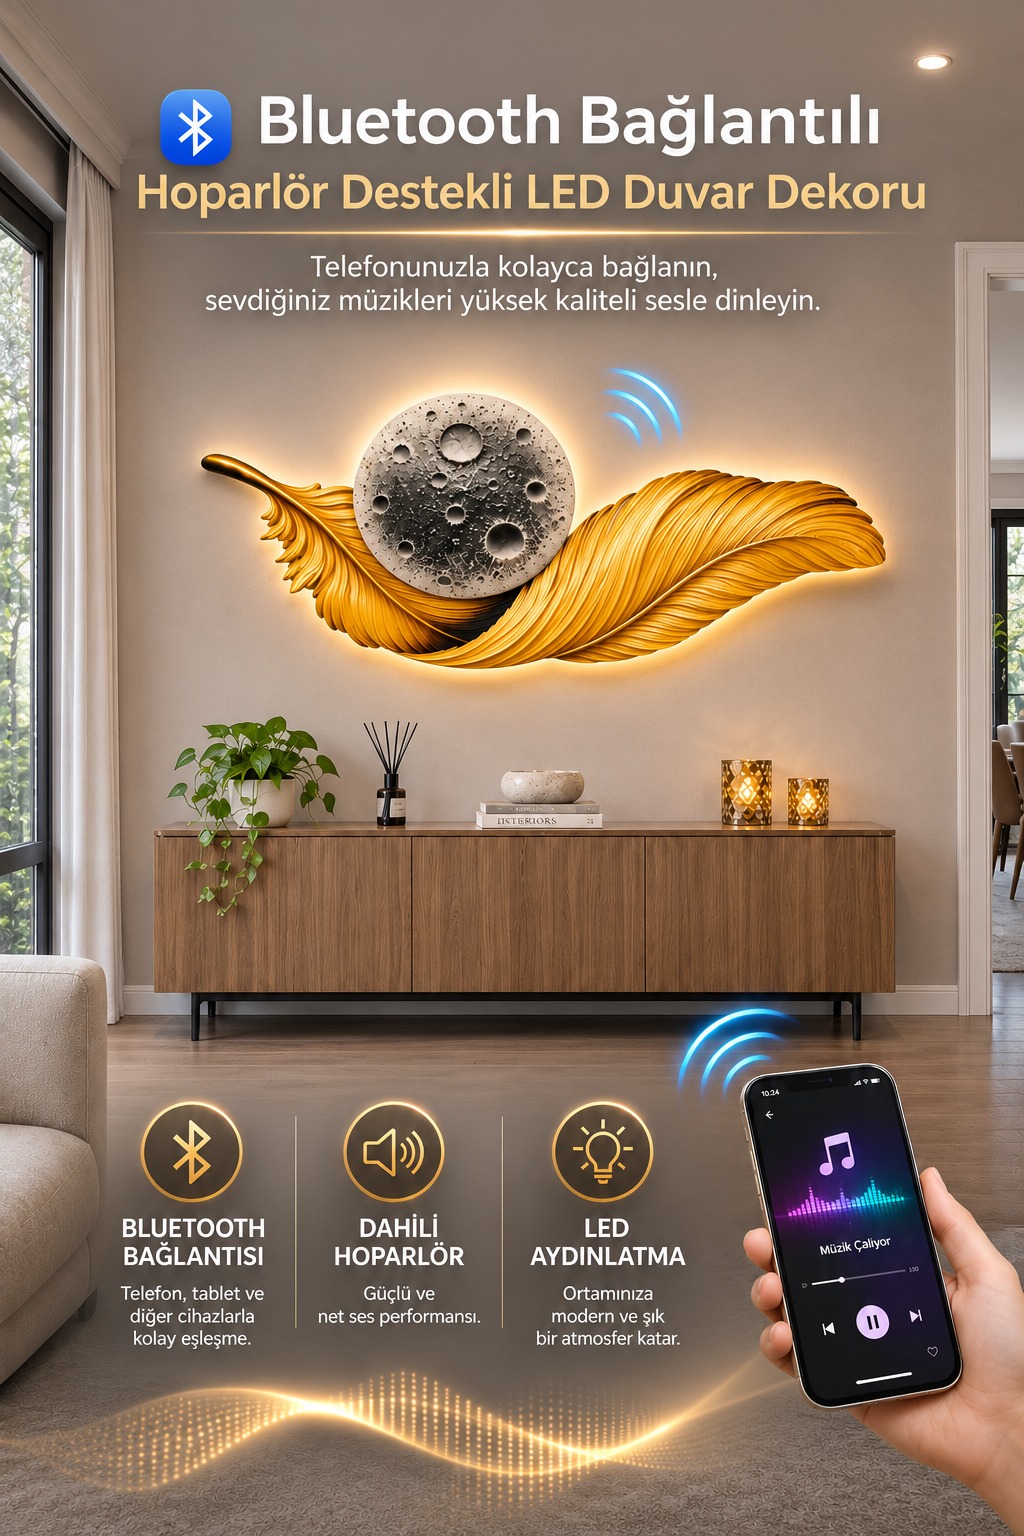 Bluetooth Bağlantılı
Hoparlör Destekli LED Duvar Dekoru
Telefonunuzla kolayca bağlanın,
sevdiğiniz müzikleri yüksek kaliteli sesle dinleyin.
INTERIORS
10.24
Müzik Çalıyor
BLUETOOTH
BAĞLANTISI
Telefon, tablet ve
diğer cihazlarla
kolay eşleşme.
DAHİLİ
HOPARLÖR
Güçlü ve
net ses performansı.
LED
AYDINLATMA
Ortamınıza
modern ve şık
bir atmosfer katar.